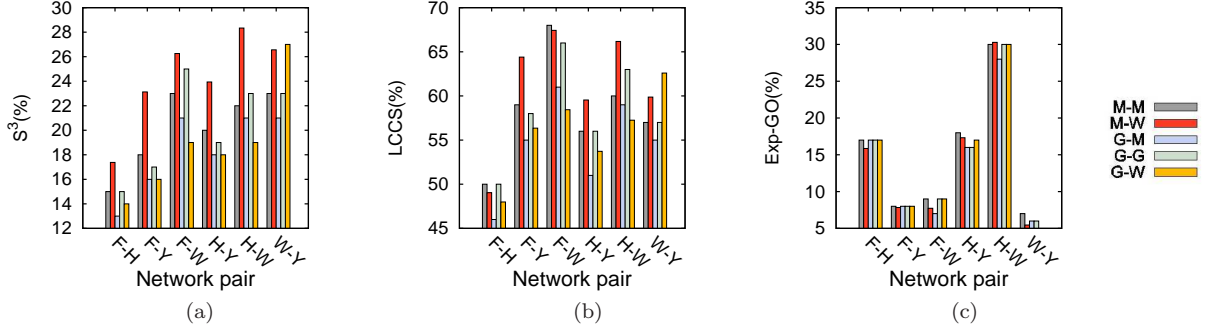 30
28
26
24
22
20
18
16
14
12
S³(%)
F-H
F-Y
F-W
H-Y
H-W
W-Y
Network pair
(a)
70
65
60
55
50
45
LCCS(%)
F-H
F-Y
F-W
H-Y
H-W
W-Y
Network pair
(b)
35
30
25
20
15
10
5
Exp-GO(%)
F-H
F-Y
F-W
H-Y
H-W
W-Y
Network pair
(c)
M-M
M-W
G-M
G-G
G-W